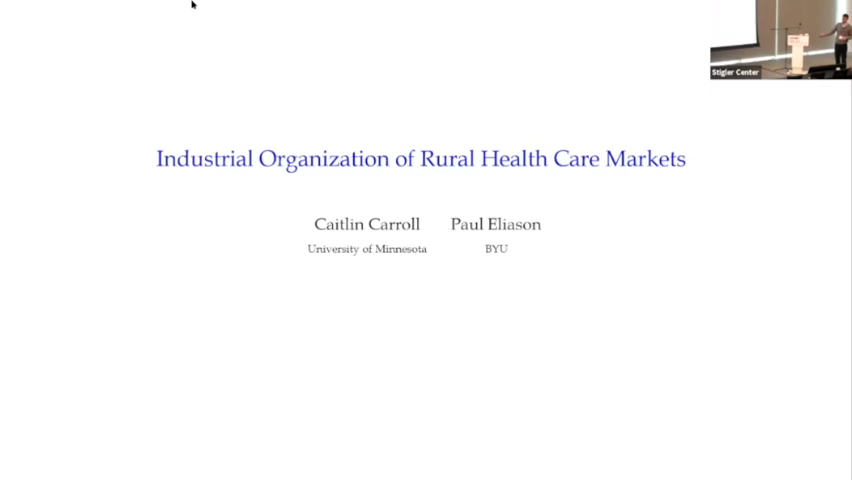 Stigler Center
Industrial Organization of Rural Health Care Markets
Caitlin Carroll Paul Eliason
University of Minnesota BYU